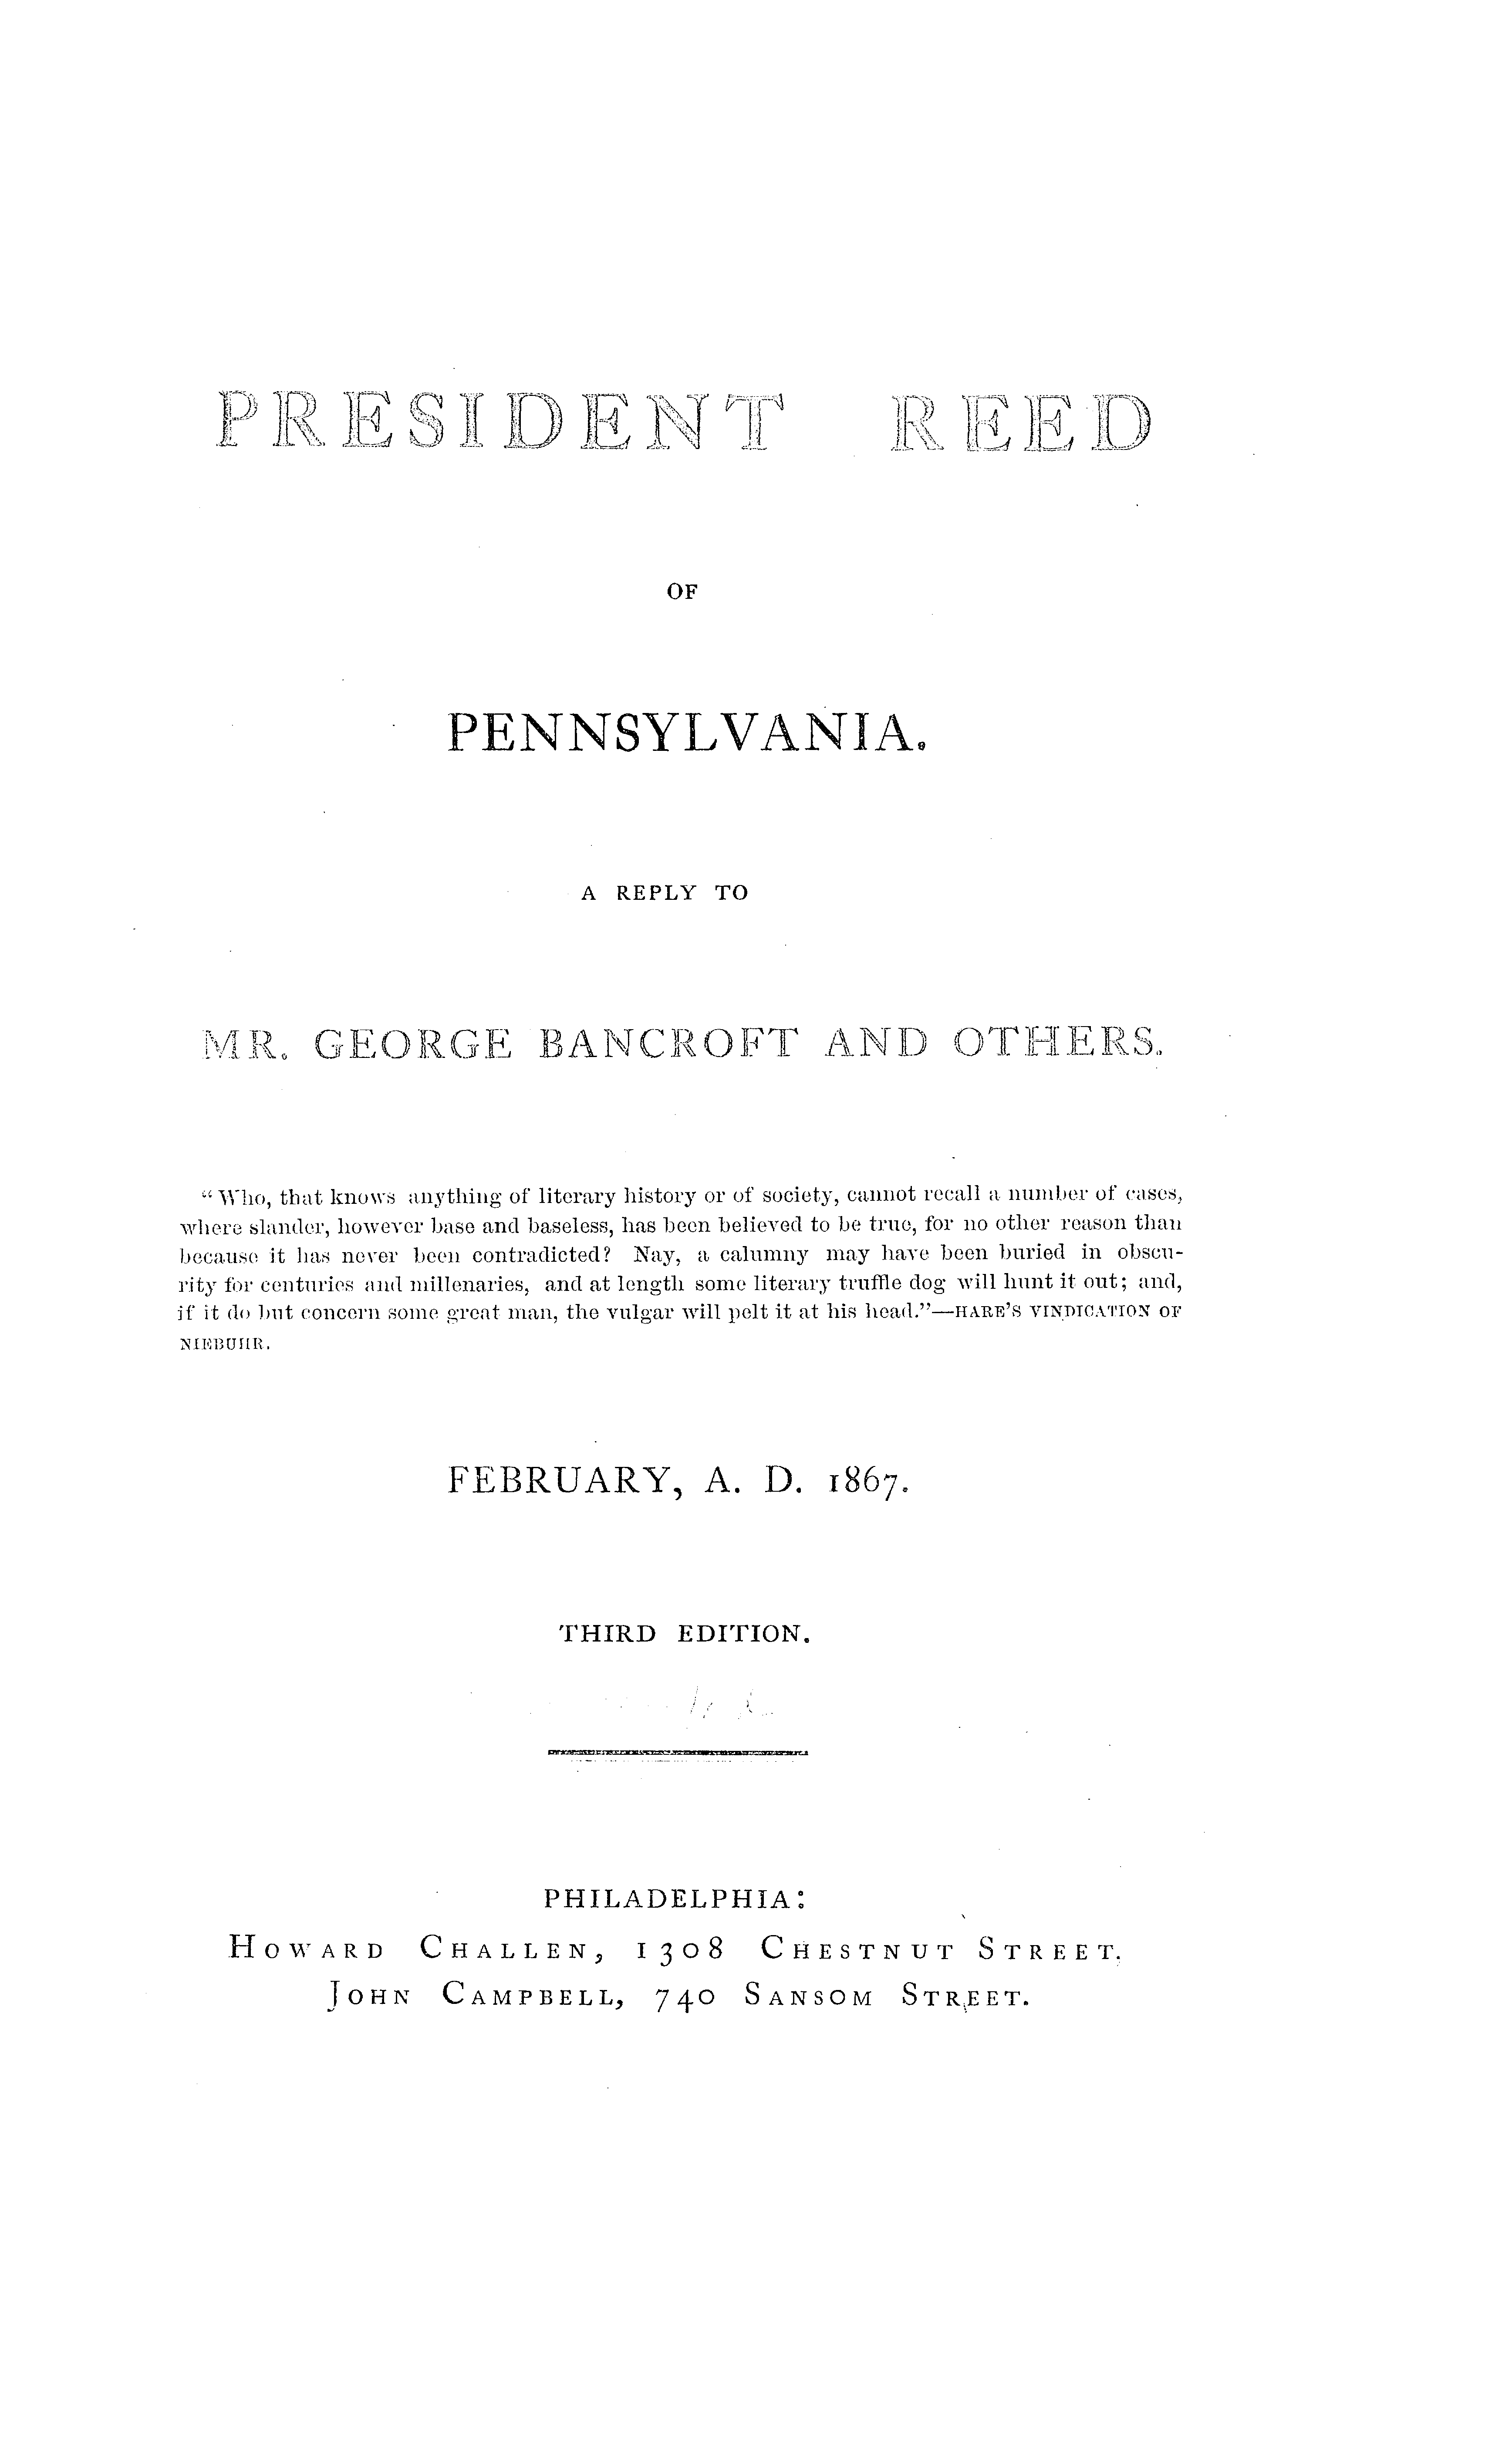 PRESIDENT REED
OF
PENNSYLVANIA.
A REPLY TO
MR. GEORGE BANCROFT AND OTHERS.
“Who, that knows anything of literary history or of society, cannot recall a number of cases,
where slander, however base and baseless, has been believed to be true, for no other reason than
because it has never been contradicted? Nay, a calumny may have been buried in obscu-
rity for centuries and millenaries, and at length some literary truffle dog will hunt it out; and,
if it do but concern some great man, the vulgar will pelt it at his head.”—HARE'S VINDICATION OF
NIEBUHR.
FEBRUARY, A. D. 1867.
THIRD EDITION.
PHILADELPHIA:
HOWARD CHALLEN, 1308 CHESTNUT STREET.
JOHN CAMPBELL, 740 SANSOM STREET.